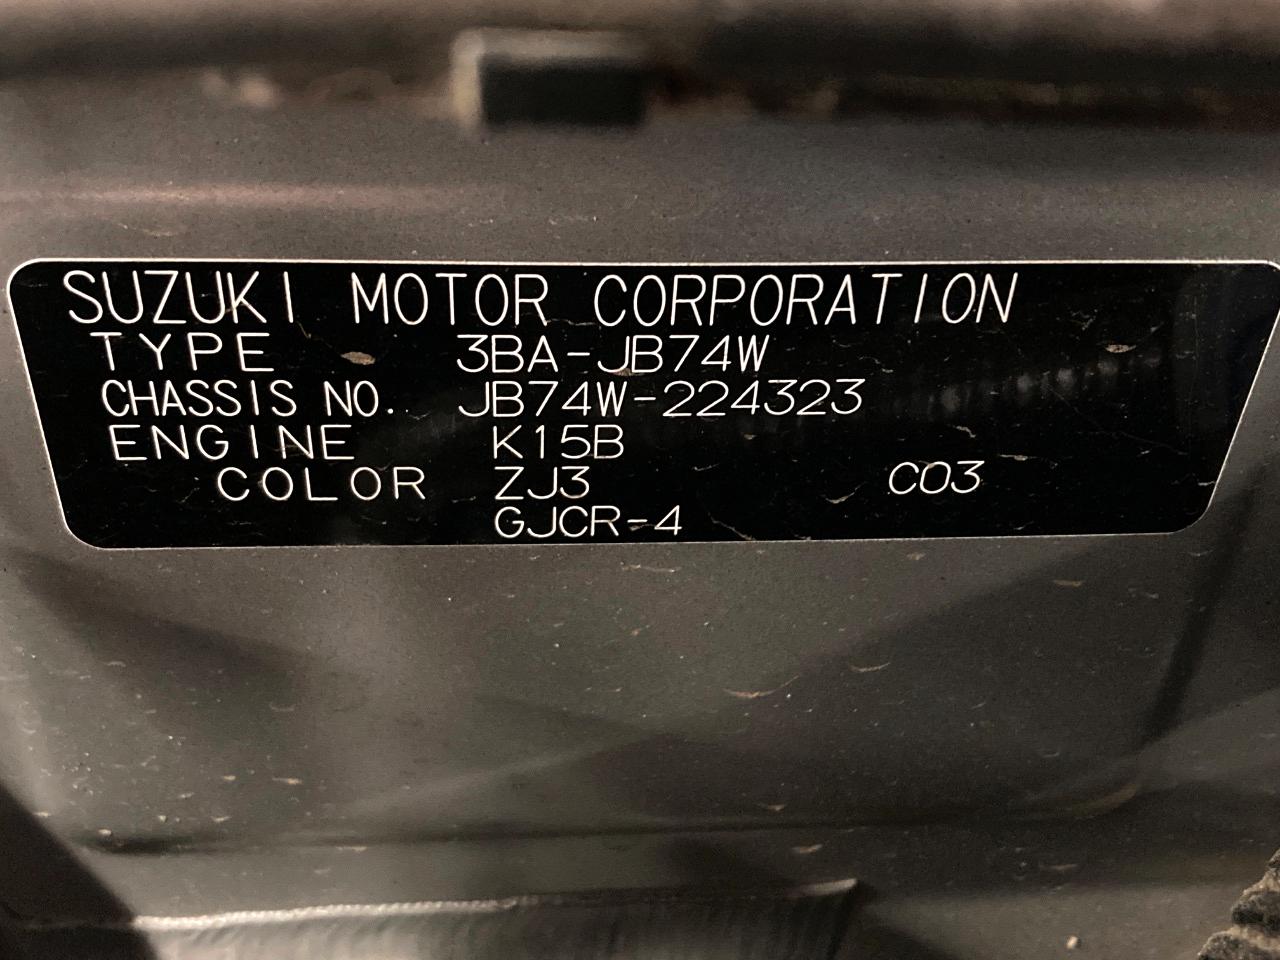 SUZUKI MOTOR CORPORATION
TYPE 3BA-JB74W
CHASSIS NO. JB74W-224323
ENGINE K15B
COLOR ZJ3 C03
GJCR-4